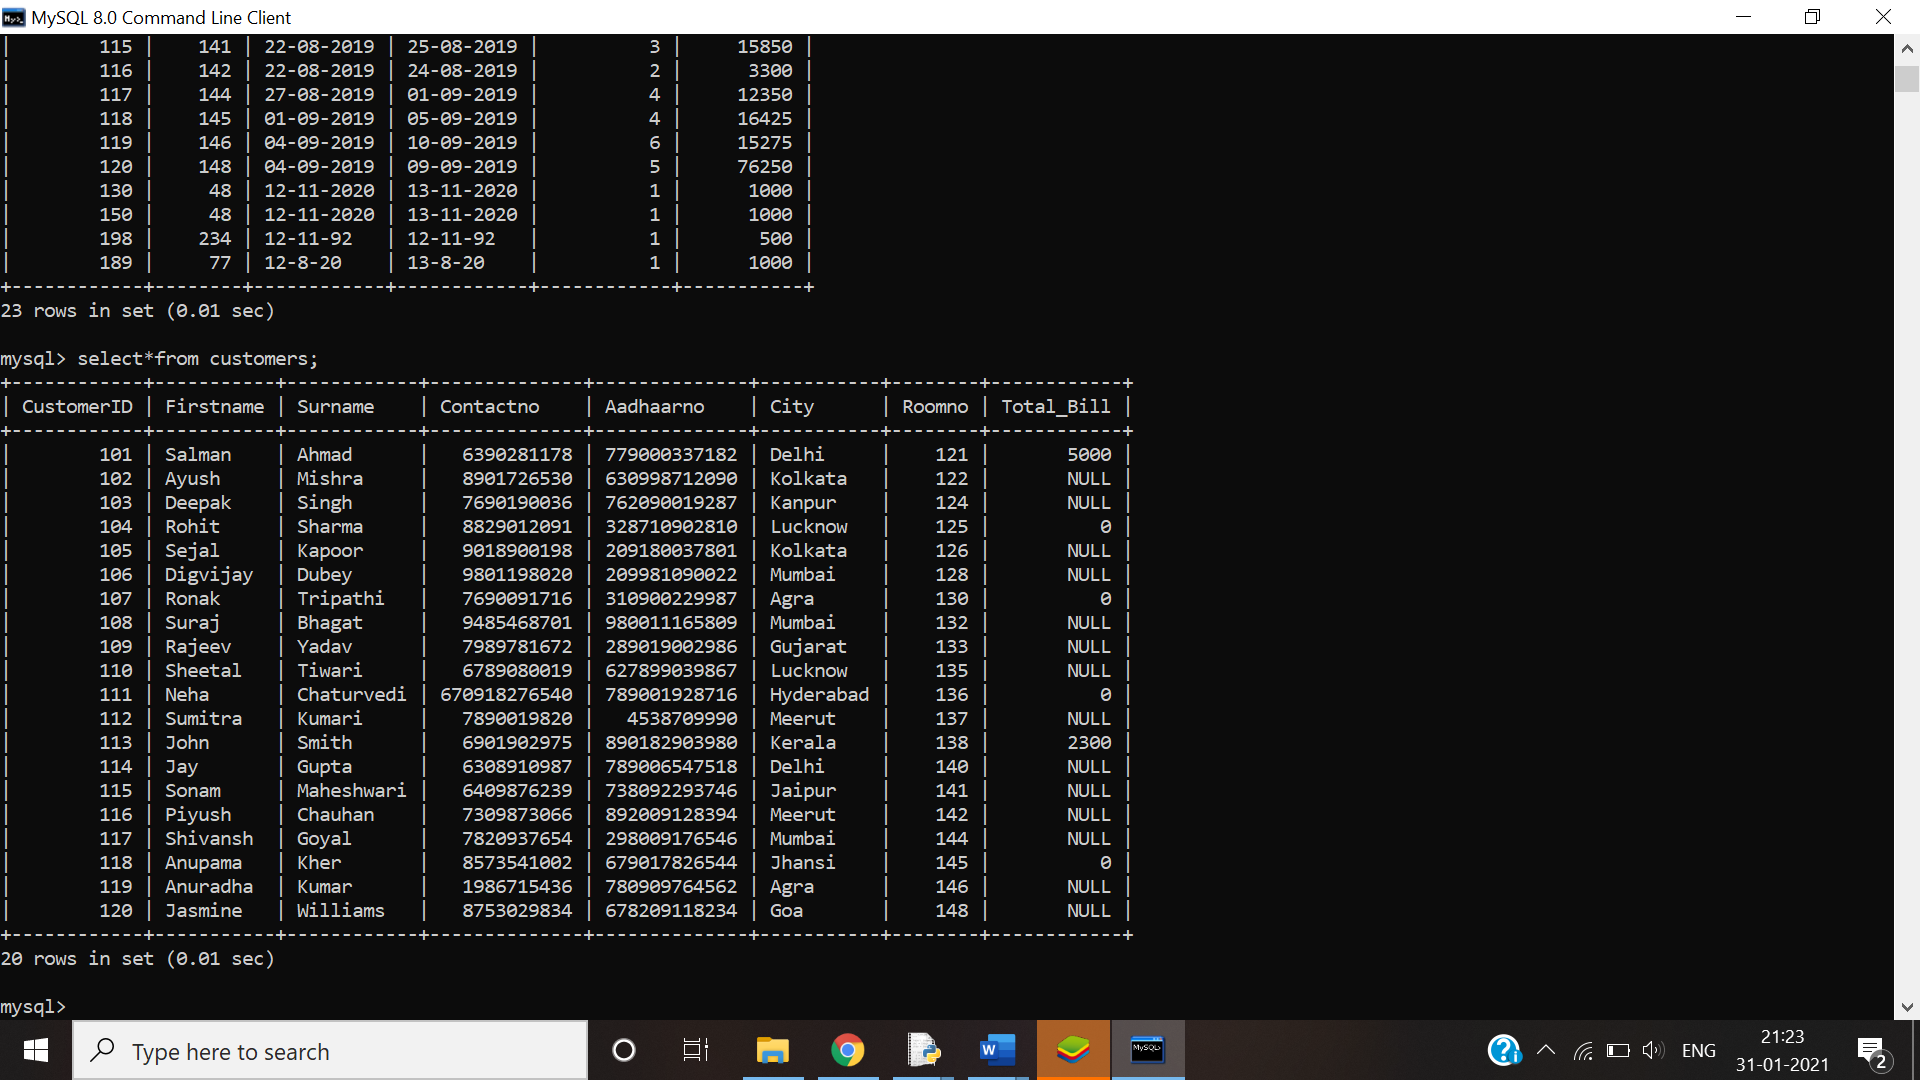 MySQL 8.0 Command Line Client
| 115 | 141 | 22-08-2019 | 25-08-2019 | 3 | 15850 |
| 116 | 142 | 22-08-2019 | 24-08-2019 | 2 | 3300 |
| 117 | 144 | 27-08-2019 | 01-09-2019 | 4 | 12350 |
| 118 | 145 | 01-09-2019 | 05-09-2019 | 4 | 16425 |
| 119 | 146 | 04-09-2019 | 10-09-2019 | 6 | 15275 |
| 120 | 148 | 04-09-2019 | 09-09-2019 | 5 | 76250 |
| 130 | 48 | 12-11-2020 | 13-11-2020 | 1 | 1000 |
| 150 | 48 | 12-11-2020 | 13-11-2020 | 1 | 1000 |
| 198 | 234 | 12-11-92 | 12-11-92 | 1 | 500 |
| 189 | 77 | 12-8-20 | 13-8-20 | 1 | 1000 |
+------------+--------+------------+------------+------------+-----------+
23 rows in set (0.01 sec)
mysql> select*from customers;
+------------+-----------+------------+--------------+--------------+-----------+--------+------------+
| CustomerID | Firstname | Surname | Contactno | Aadhaarno | City | Roomno | Total_Bill |
+------------+-----------+------------+--------------+--------------+-----------+--------+------------+
| 101 | Salman | Ahmad | 6390281178 | 779000337182 | Delhi | 121 | 5000 |
| 102 | Ayush | Mishra | 8901726530 | 630998712090 | Kolkata | 122 | NULL |
| 103 | Deepak | Singh | 7690190036 | 762090019287 | Kanpur | 124 | NULL |
| 104 | Rohit | Sharma | 8829012091 | 328710902810 | Lucknow | 125 | 0 |
| 105 | Sejal | Kapoor | 9018900198 | 209180037801 | Kolkata | 126 | NULL |
| 106 | Digvijay | Dubey | 9801198020 | 209981090022 | Mumbai | 128 | NULL |
| 107 | Ronak | Tripathi | 7690091716 | 310900229987 | Agra | 130 | 0 |
| 108 | Suraj | Bhagat | 9485468701 | 980011165809 | Mumbai | 132 | NULL |
| 109 | Rajeev | Yadav | 7989781672 | 289019002986 | Gujarat | 133 | NULL |
| 110 | Sheetal | Tiwari | 6789080019 | 627899039867 | Lucknow | 135 | NULL |
| 111 | Neha | Chaturvedi | 670918276540 | 789001928716 | Hyderabad | 136 | 0 |
| 112 | Sumitra | Kumari | 7890019820 | 4538709990 | Meerut | 137 | NULL |
| 113 | John | Smith | 6901902975 | 890182903980 | Kerala | 138 | 2300 |
| 114 | Jay | Gupta | 6308910987 | 789006547518 | Delhi | 140 | NULL |
| 115 | Sonam | Maheshwari | 6409876239 | 738092293746 | Jaipur | 141 | NULL |
| 116 | Piyush | Chauhan | 7309873066 | 892009128394 | Meerut | 142 | NULL |
| 117 | Shivansh | Goyal | 7820937654 | 298009176546 | Mumbai | 144 | NULL |
| 118 | Anupama | Kher | 8573541002 | 679017826544 | Jhansi | 145 | 0 |
| 119 | Anuradha | Kumar | 1986715436 | 780909764562 | Agra | 146 | NULL |
| 120 | Jasmine | Williams | 8753029834 | 678209118234 | Goa | 148 | NULL |
+------------+-----------+------------+--------------+--------------+-----------+--------+------------+
20 rows in set (0.01 sec)
mysql>
Type here to search
ENG
21:23
31-01-2021
2